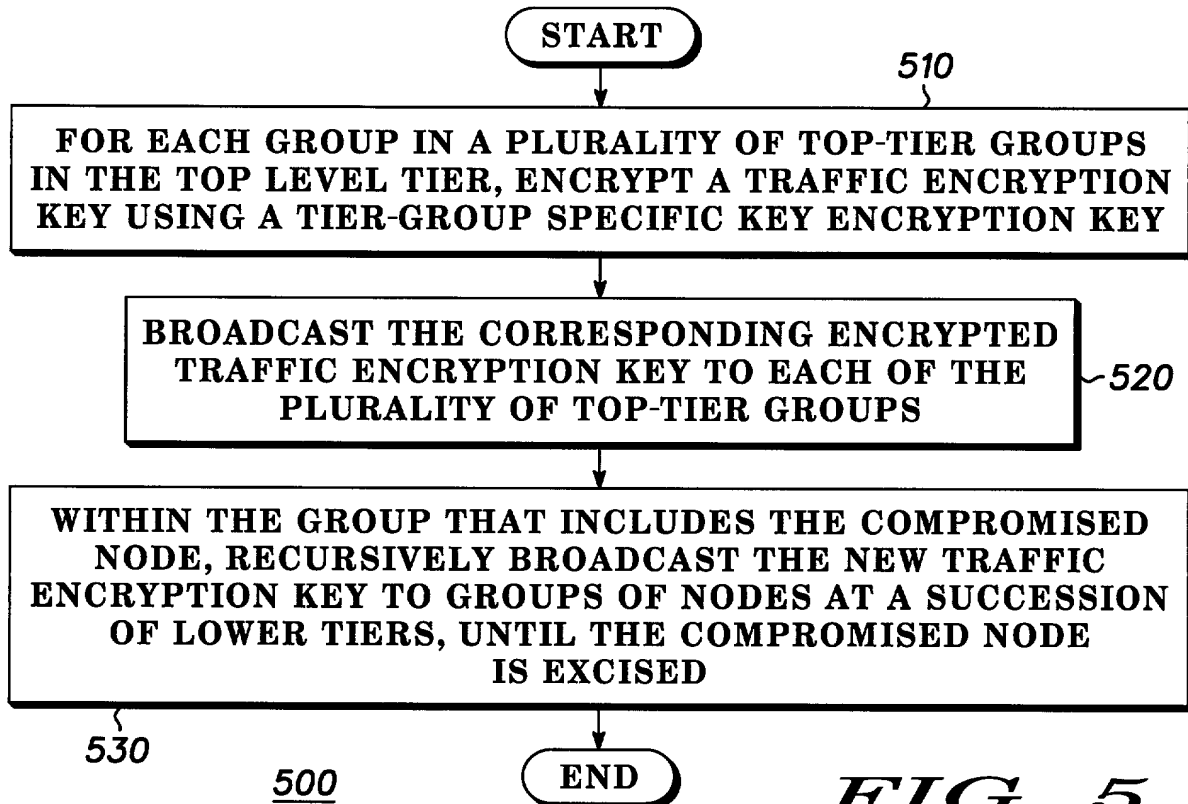 START
510
FOR EACH GROUP IN A PLURALITY OF TOP-TIER GROUPS
IN THE TOP LEVEL TIER, ENCRYPT A TRAFFIC ENCRYPTION
KEY USING A TIER-GROUP SPECIFIC KEY ENCRYPTION KEY
BROADCAST THE CORRESPONDING ENCRYPTED
TRAFFIC ENCRYPTION KEY TO EACH OF THE
PLURALITY OF TOP-TIER GROUPS
520
WITHIN THE GROUP THAT INCLUDES THE COMPROMISED
NODE, RECURSIVELY BROADCAST THE NEW TRAFFIC
ENCRYPTION KEY TO GROUPS OF NODES AT A SUCCESSION
OF LOWER TIERS, UNTIL THE COMPROMISED NODE
IS EXCISED
530
END
500
FIG. 5